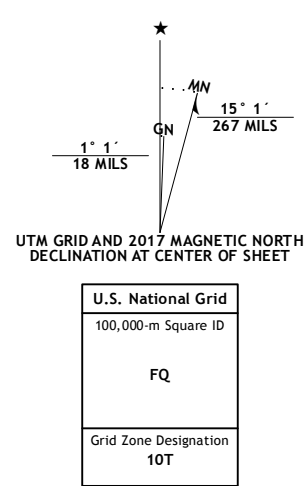 MN
GN
15° 1´
267 MILS
1° 1´
18 MILS
UTM GRID AND 2017 MAGNETIC NORTH
DECLINATION AT CENTER OF SHEET
U.S. National Grid
100,000-m Square ID
FQ
Grid Zone Designation
10T